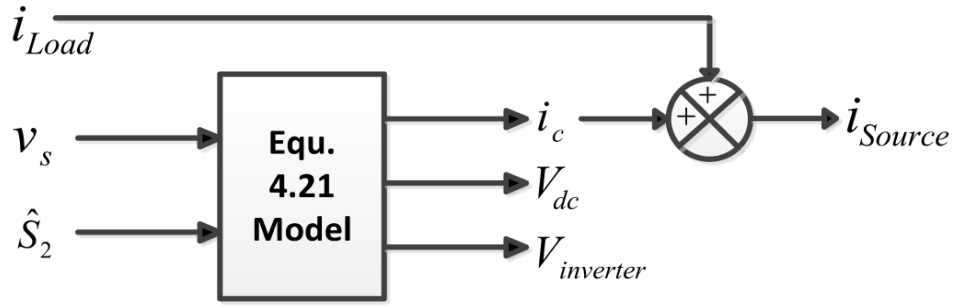 i_Load
+
v_s Equ. + i_c i_Source
4.21 V_dc
Ŝ_2 Model
V_inverter